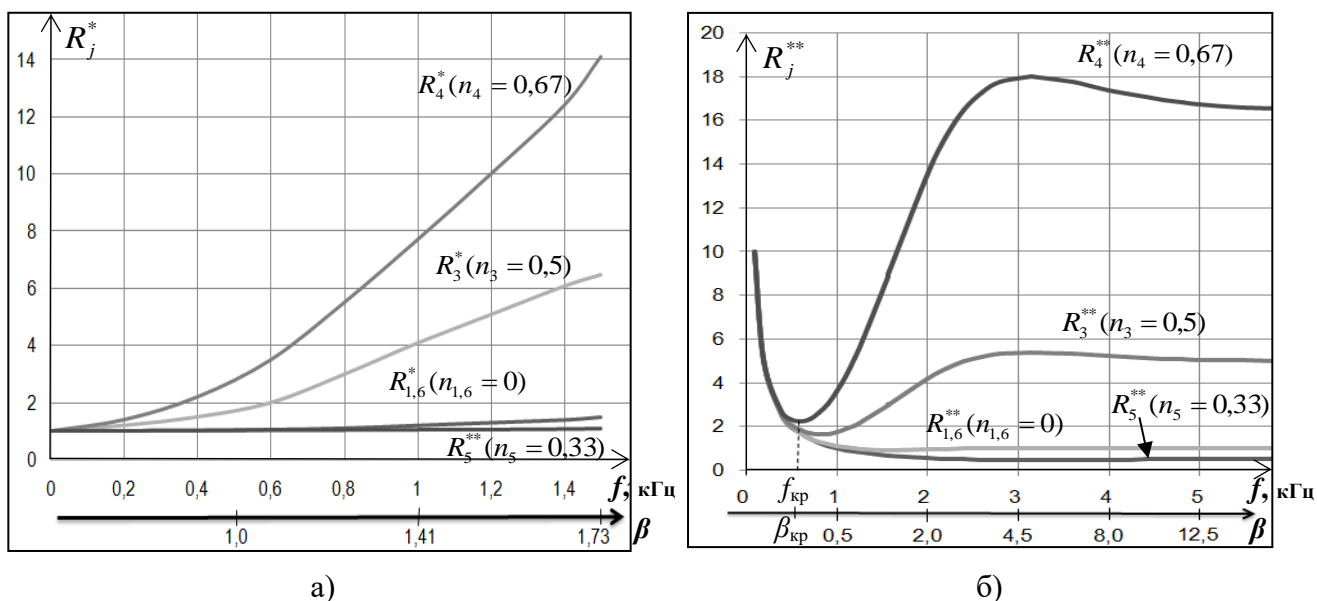 R*j
14
12
10
8
6
4
2
0
R*4(n4 = 0,67)
R*3(n3 = 0,5)
R*1,6(n1,6 = 0)
R**5(n5 = 0,33)
0 0,2 0,4 0,6 0,8 1 1,2 1,4 f, кГц
1,0 1,41 1,73 β
а)
R**j
20
18
16
14
12
10
8
6
4
2
0
R**4(n4 = 0,67)
R**3(n3 = 0,5)
R**5(n5 = 0,33)
R**1,6(n1,6 = 0)
0 fкр 1 2 3 4 5 f, кГц
βкр 0,5 2,0 4,5 8,0 12,5 β
б)